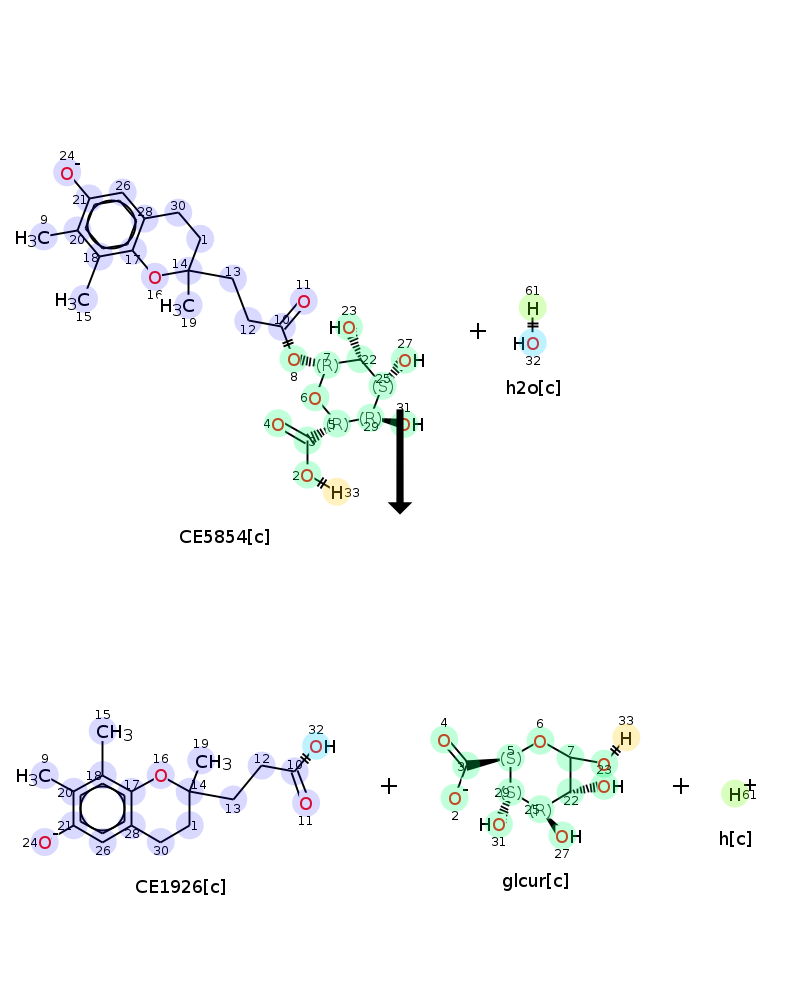 24
O-
21
26
9
28
30
H₃C
20
1
18
17
14
13
11
O
O
H₃C
16
H₃C
15
19
12
10
23
HO
61
H
+
O
8
7
(R)
22
27
OH
25
(S)
HO
32
h2o[c]
6
O
31
4
O
5
(R)
(R)
29
OH
3
2
O
H
33
CE5854[c]
15
CH₃
4
O
6
33
H
19
CH₃
32
OH
9
H₃C
18
16
O
12
10
5
(S)
O
7
3
O
23
20
17
14
+
OH
+
H
61
+
13
O
11
2
O-
29
(S)
25
(R)
22
21
28
1
HO
31
OH
27
24
O-
26
30
h[c]
CE1926[c]
glcur[c]